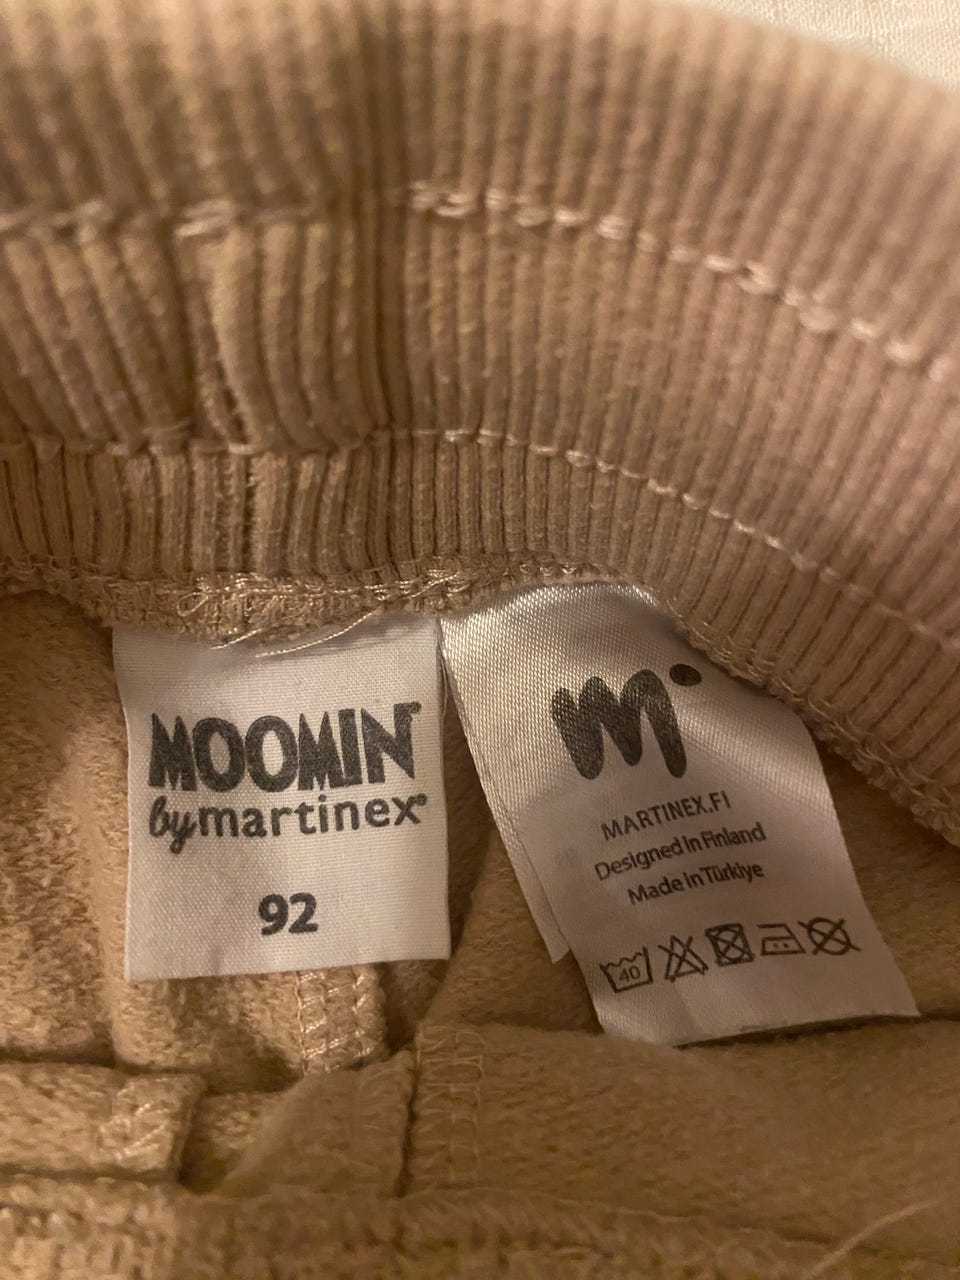 MOOMIN
by martinex®
92
m
MARTINEX.FI
Designed in Finland
Made in Türkiye
40